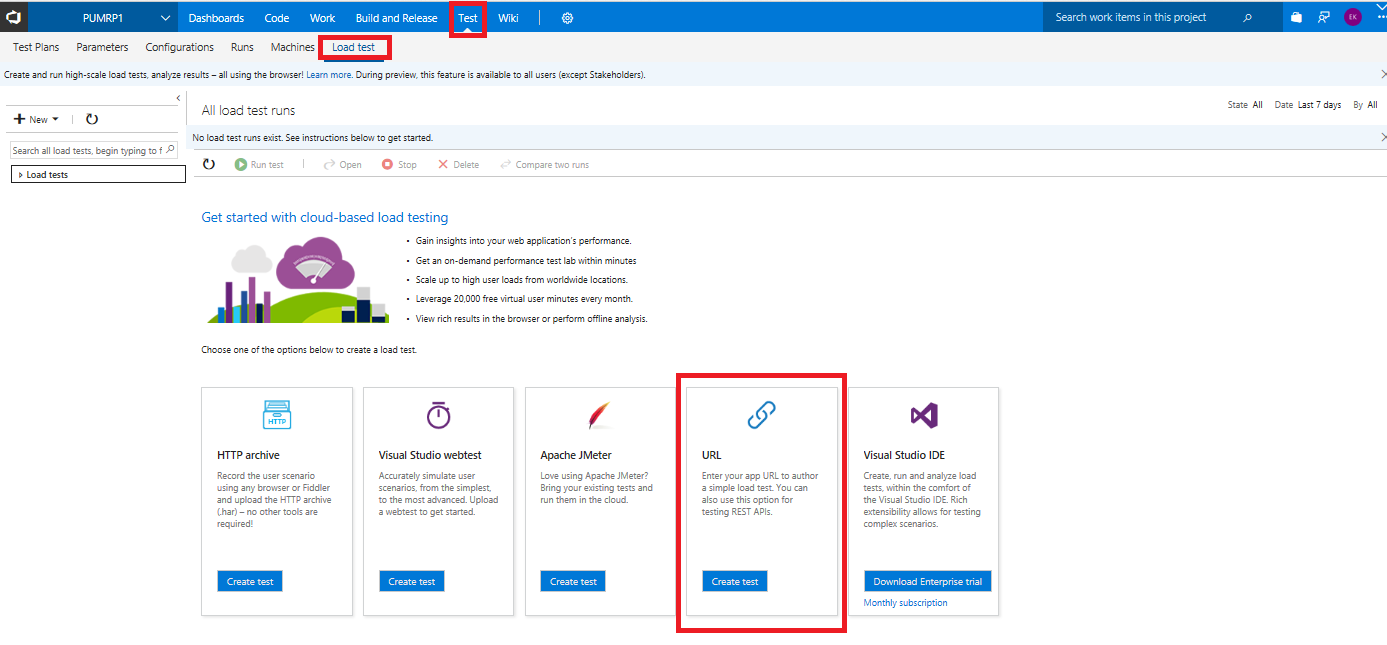 PUMRP1 Dashboards Code Work Build and Release Test Wiki Search work items in this project EK
Test Plans Parameters Configurations Runs Machines Load test
Create and run high-scale load tests, analyze results – all using the browser! Learn more. During preview, this feature is available to all users (except Stakeholders).
All load test runs
State All Date Last 7 days By All
New
No load test runs exist. See instructions below to get started.
Search all load tests, begin typing to f
Run test Open Stop Delete Compare two runs
Load tests
Get started with cloud-based load testing
• Gain insights into your web application's performance.
• Get an on-demand performance test lab within minutes
• Scale up to high user loads from worldwide locations.
• Leverage 20,000 free virtual user minutes every month.
• View rich results in the browser or perform offline analysis.
Choose one of the options below to create a load test.
HTTP
HTTP archive
Record the user scenario
using any browser or Fiddler
and upload the HTTP archive
(.har) – no other tools are
required!
Create test
Visual Studio webtest
Accurately simulate user
scenarios, from the simplest,
to the most advanced. Upload
a webtest to get started.
Create test
Apache JMeter
Love using Apache JMeter?
Bring your existing tests and
run them in the cloud.
Create test
URL
Enter your app URL to author
a simple load test. You can
also use this option for
testing REST APIs.
Create test
Visual Studio IDE
Create, run and analyze load
tests, within the comfort of
the Visual Studio IDE. Rich
extensibility allows for testing
complex scenarios.
Download Enterprise trial
Monthly subscription